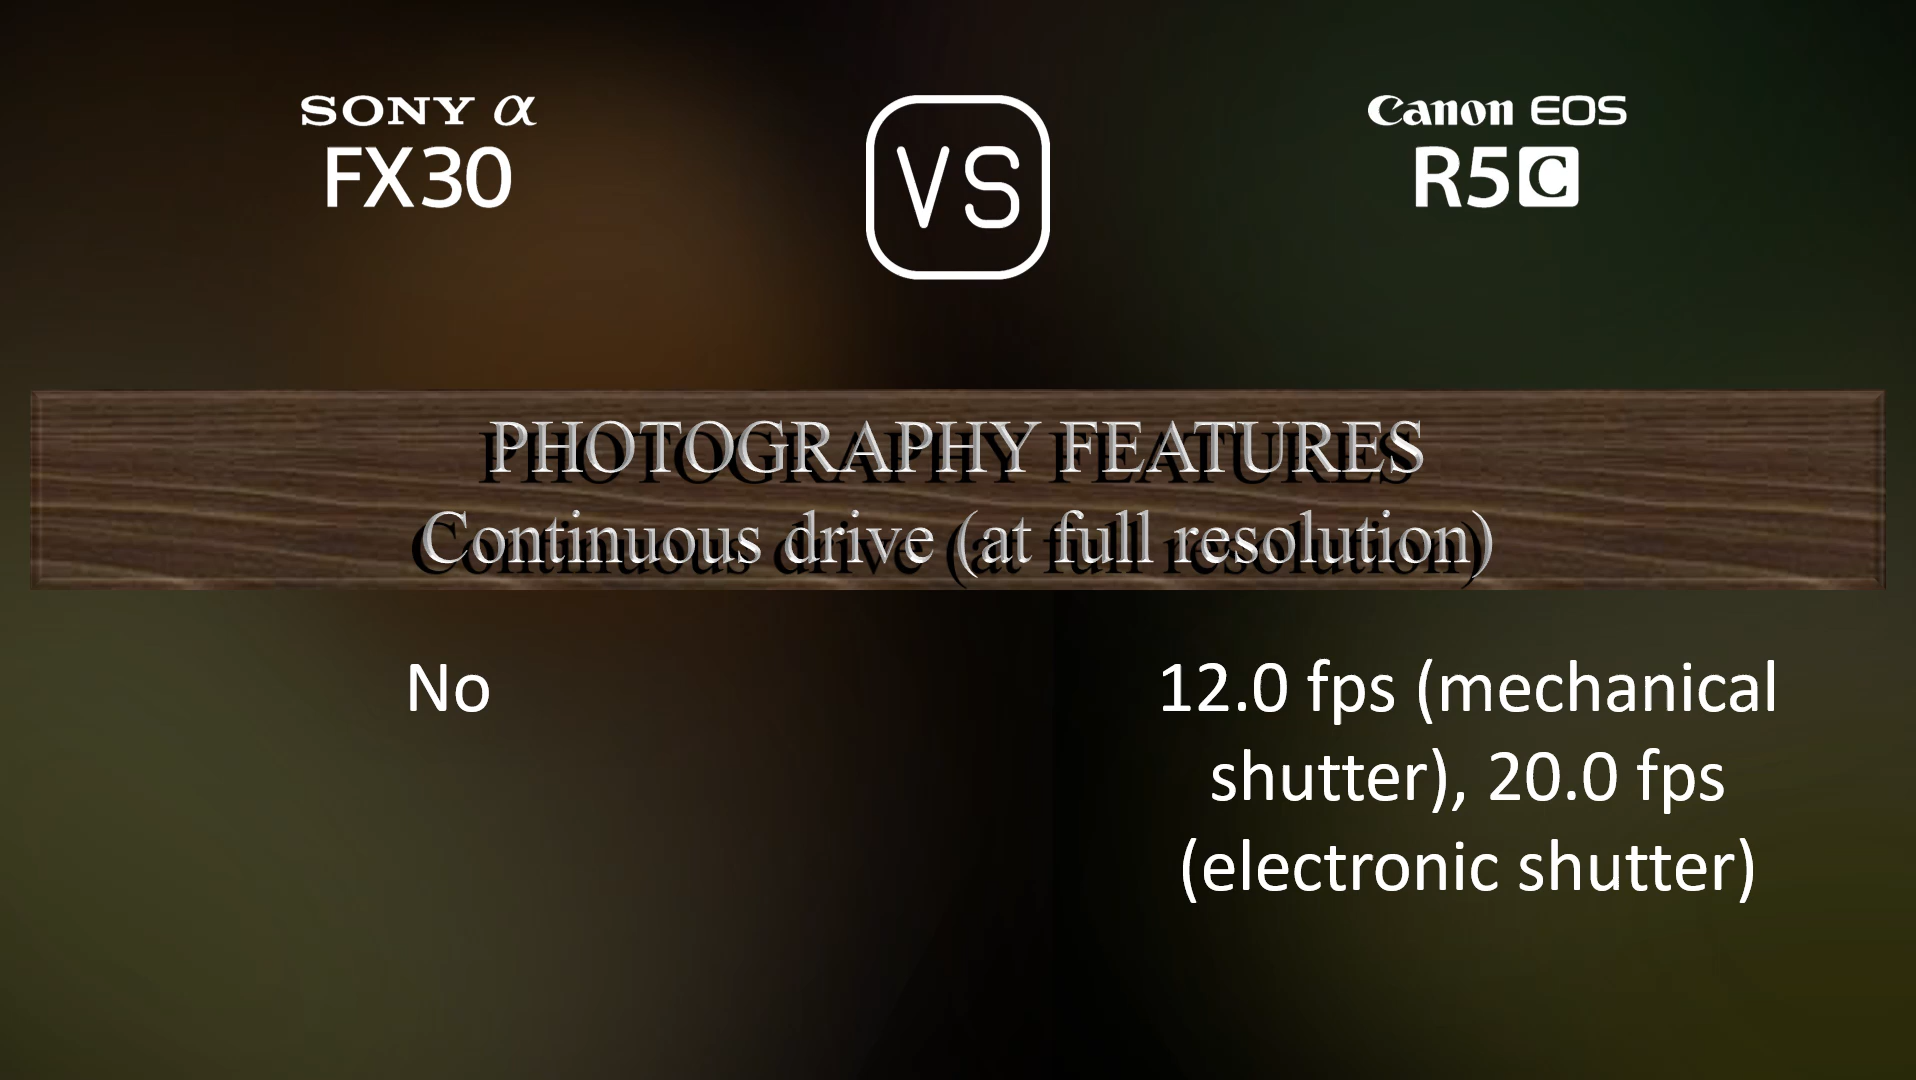 SONY α
FX30
VS
Canon EOS
R5 C
PHOTOGRAPHY FEATURES
Continuous drive (at full resolution)
No
12.0 fps (mechanical
shutter), 20.0 fps
(electronic shutter)